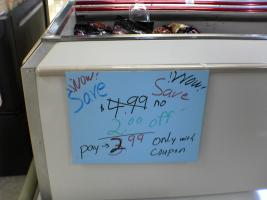 Wow! Wow!
Save Save
$4.99 no
2.00 off
pay → 2.99 only with
coupon